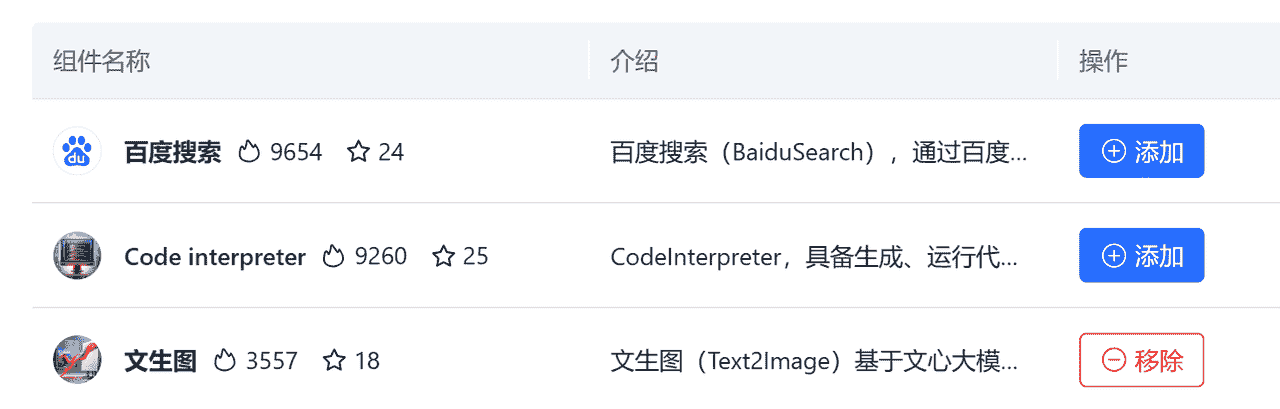 组件名称 介绍 操作
du 百度搜索 9654 24 百度搜索（BaiduSearch），通过百度... 添加
Code interpreter 9260 25 CodeInterpreter，具备生成、运行代... 添加
文生图 3557 18 文生图（Text2Image）基于文心大模... 移除